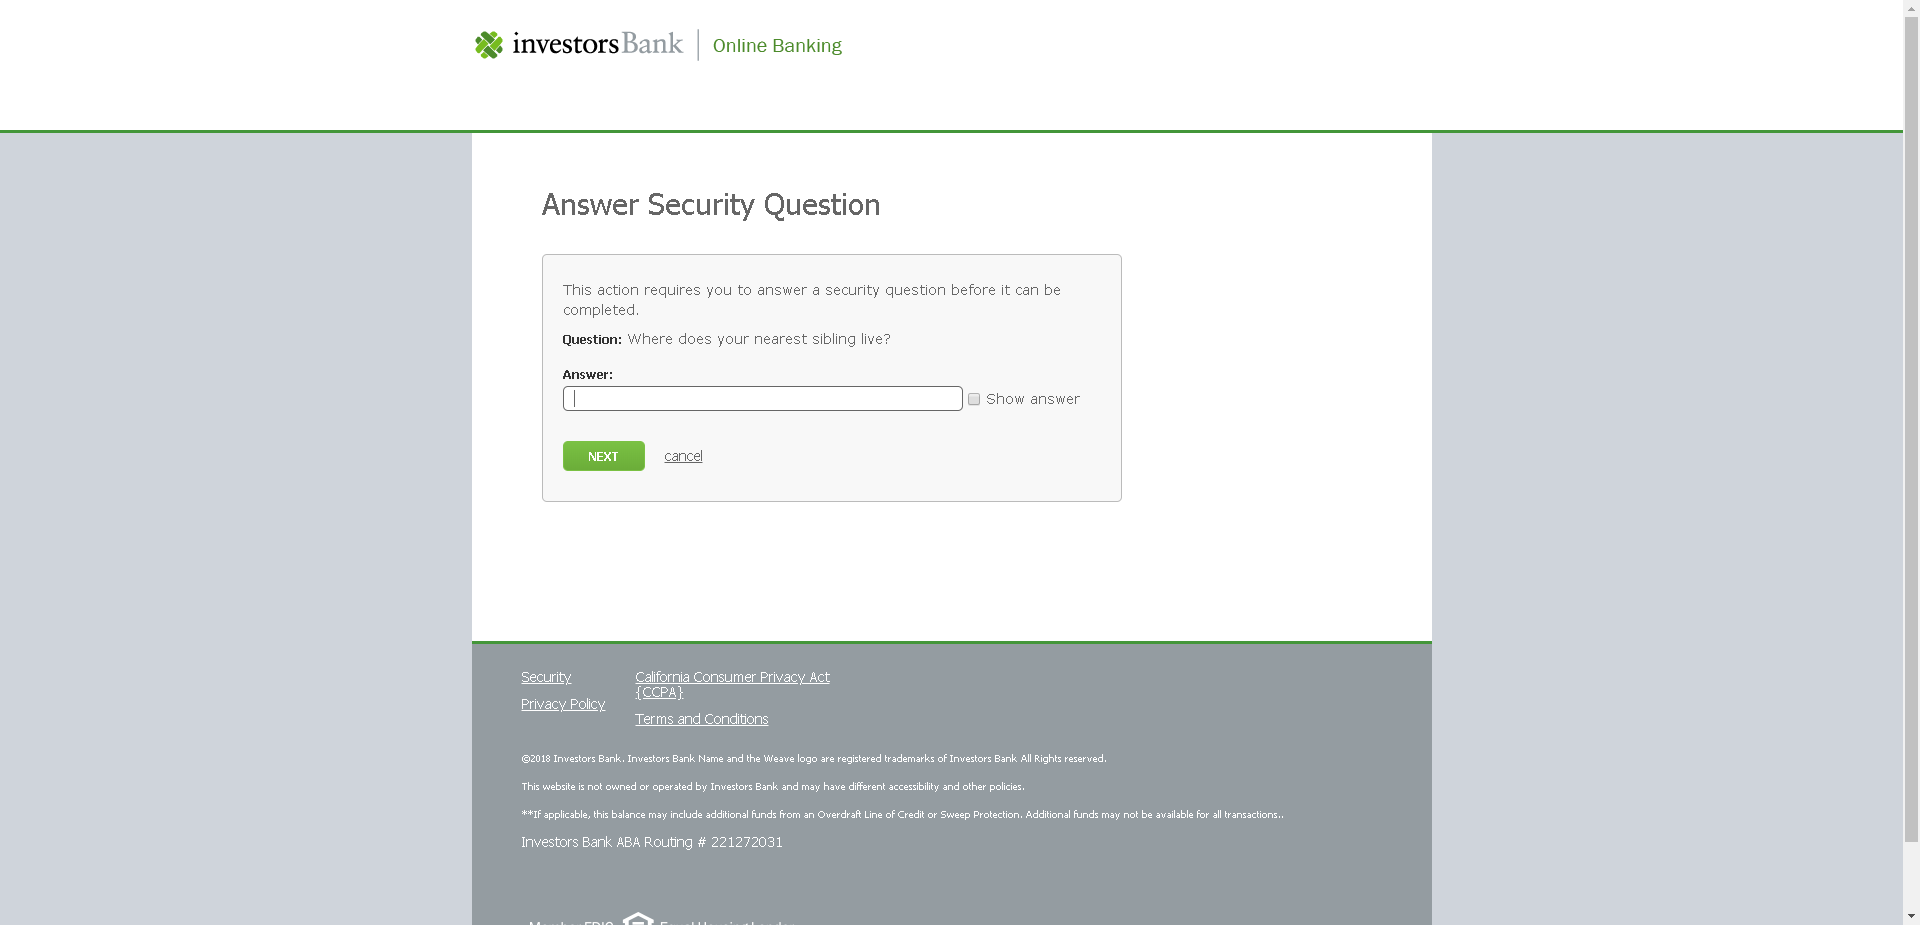 investorsBank Online Banking
Answer Security Question
This action requires you to answer a security question before it can be
completed.
Question: Where does your nearest sibling live?
Answer:
Show answer
NEXT cancel
Security
Privacy Policy
California Consumer Privacy Act
{CCPA}
Terms and Conditions
©2018 Investors Bank. Investors Bank Name and the Weave logo are registered trademarks of Investors Bank All Rights reserved.
This website is not owned or operated by Investors Bank and may have different accessibility and other policies.
**If applicable, this balance may include additional funds from an Overdraft Line of Credit or Sweep Protection. Additional funds may not be available for all transactions..
Investors Bank ABA Routing # 221272031
Member FDIC Equal Housing Lender